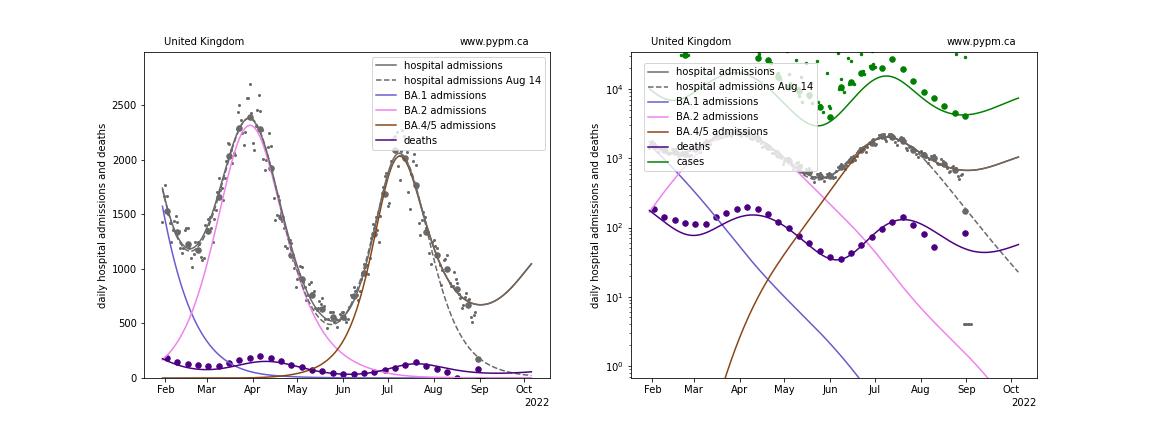 United Kingdom www.pypm.ca
hospital admissions
hospital admissions Aug 14
BA.1 admissions
BA.2 admissions
BA.4/5 admissions
deaths
daily hospital admissions and deaths
2500
2000
1500
1000
500
0
Feb Mar Apr May Jun Jul Aug Sep Oct
2022
United Kingdom www.pypm.ca
hospital admissions
hospital admissions Aug 14
BA.1 admissions
BA.2 admissions
BA.4/5 admissions
deaths
cases
daily hospital admissions and deaths
10⁴
10³
10²
10¹
10⁰
Feb Mar Apr May Jun Jul Aug Sep Oct
2022